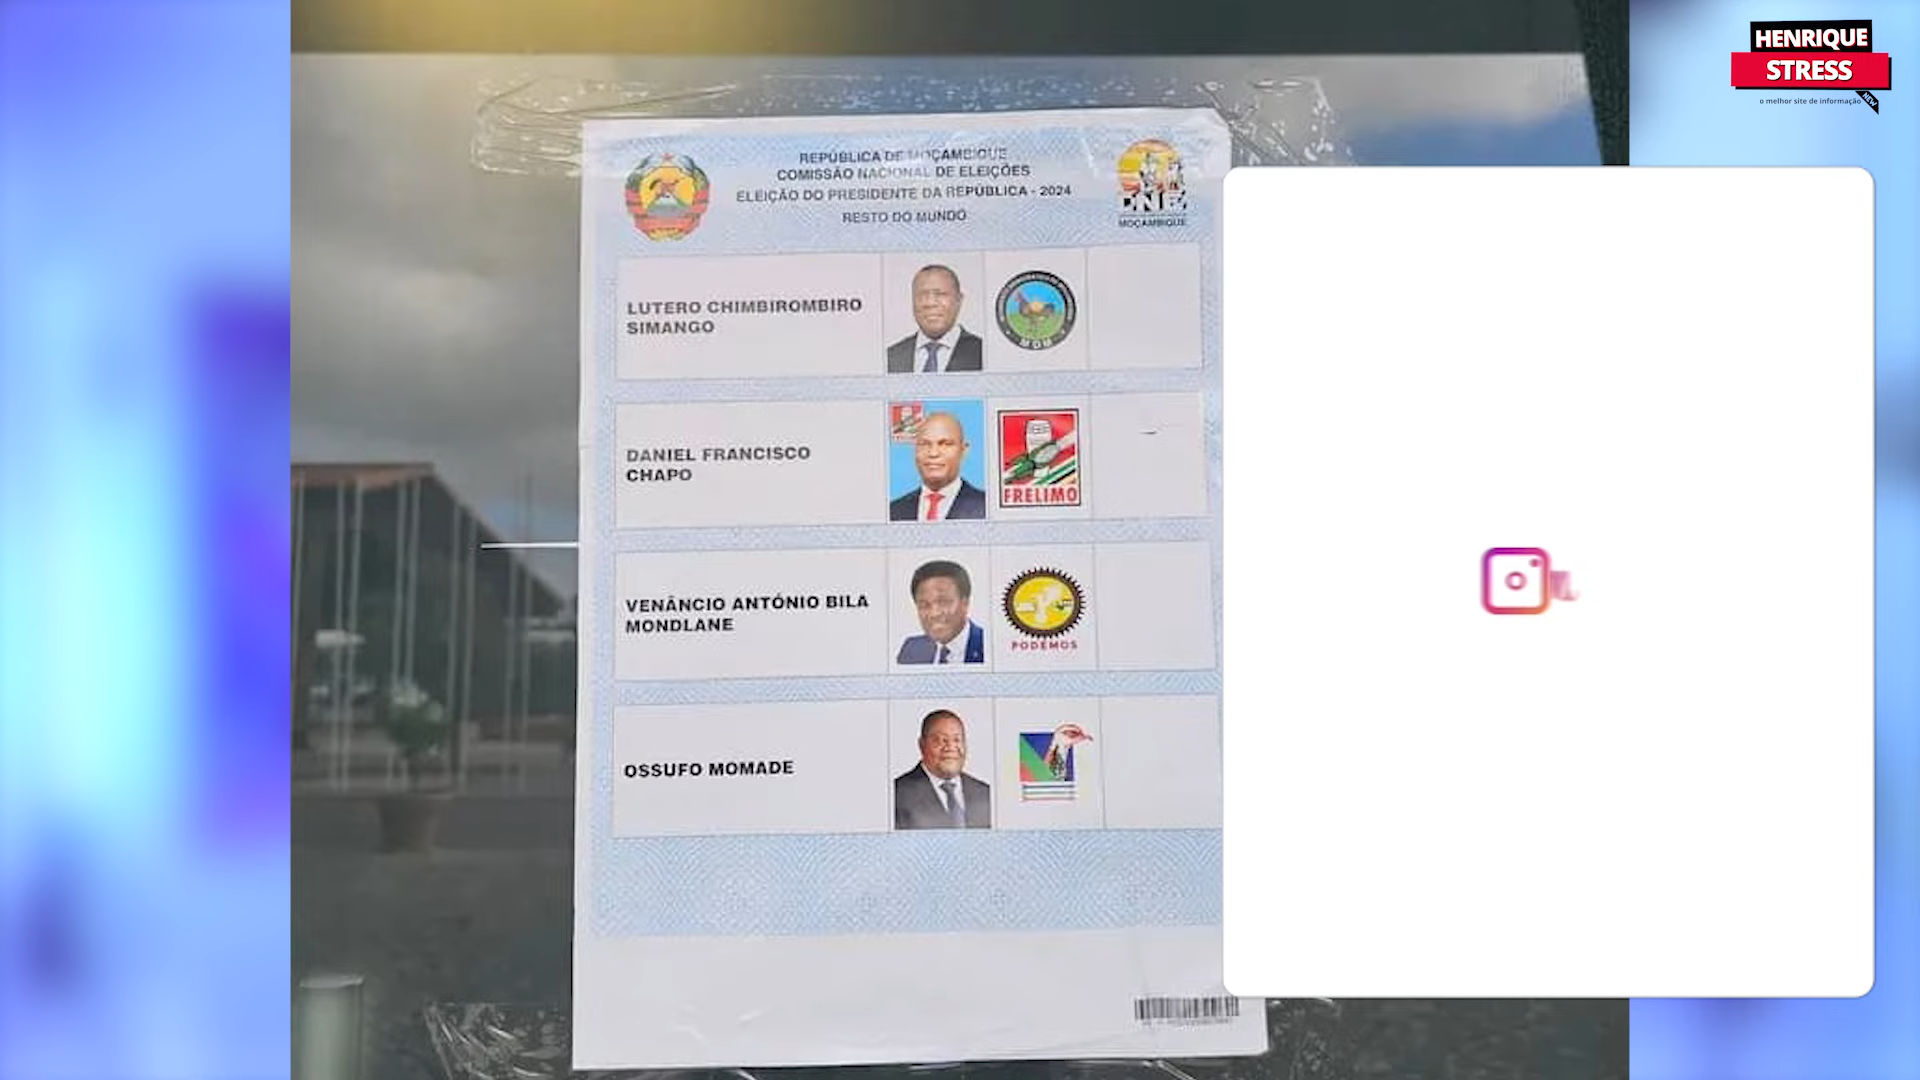 HENRIQUE
STRESS
o melhor site de informação
NEW
REPÚBLICA DE MOÇAMBIQUE
COMISSÃO NACIONAL DE ELEIÇÕES
ELEIÇÃO DO PRESIDENTE DA REPÚBLICA - 2024
RESTO DO MUNDO
CNE
MOÇAMBIQUE
LUTERO CHIMBIROMBIRO
SIMANGO
MDM
DANIEL FRANCISCO
CHAPO
FRELIMO
VENÂNCIO ANTÓNIO BILA
MONDLANE
PODEMOS
OSSUFO MOMADE